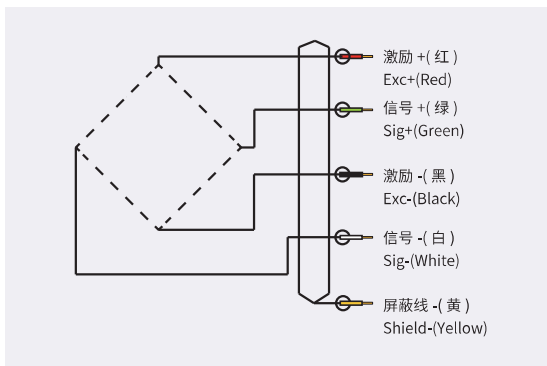 激励 +( 红 )
Exc+(Red)
信号 +( 绿 )
Sig+(Green)
激励 -( 黑 )
Exc-(Black)
信号 -( 白 )
Sig-(White)
屏蔽线 -( 黄 )
Shield-(Yellow)